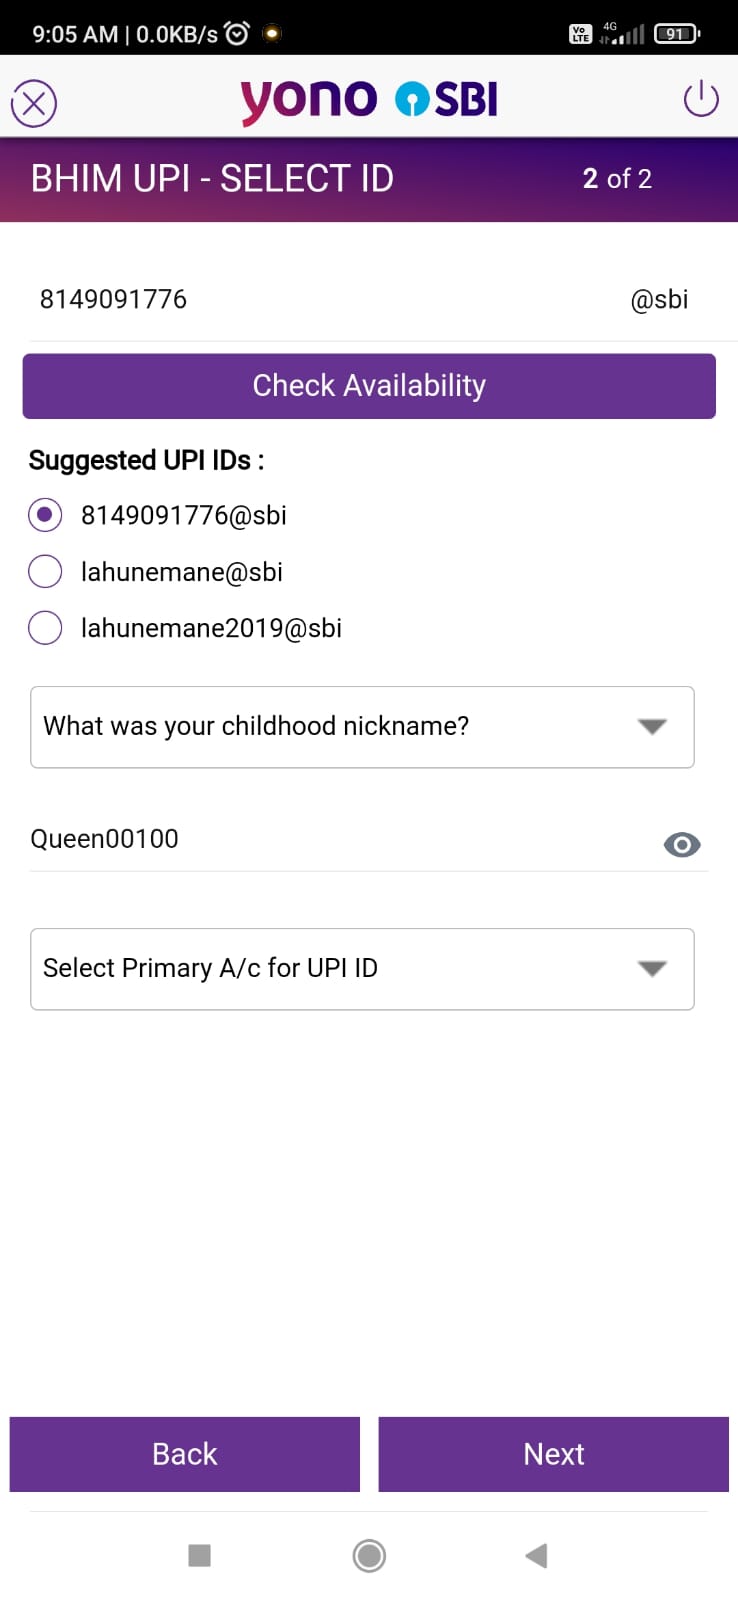 9:05 AM | 0.0KB/s
Vo LTE 4G 91
yono SBI
BHIM UPI - SELECT ID 2 of 2
8149091776 @sbi
Check Availability
Suggested UPI IDs :
8149091776@sbi
lahunemane@sbi
lahunemane2019@sbi
What was your childhood nickname?
Queen00100
Select Primary A/c for UPI ID
Back Next